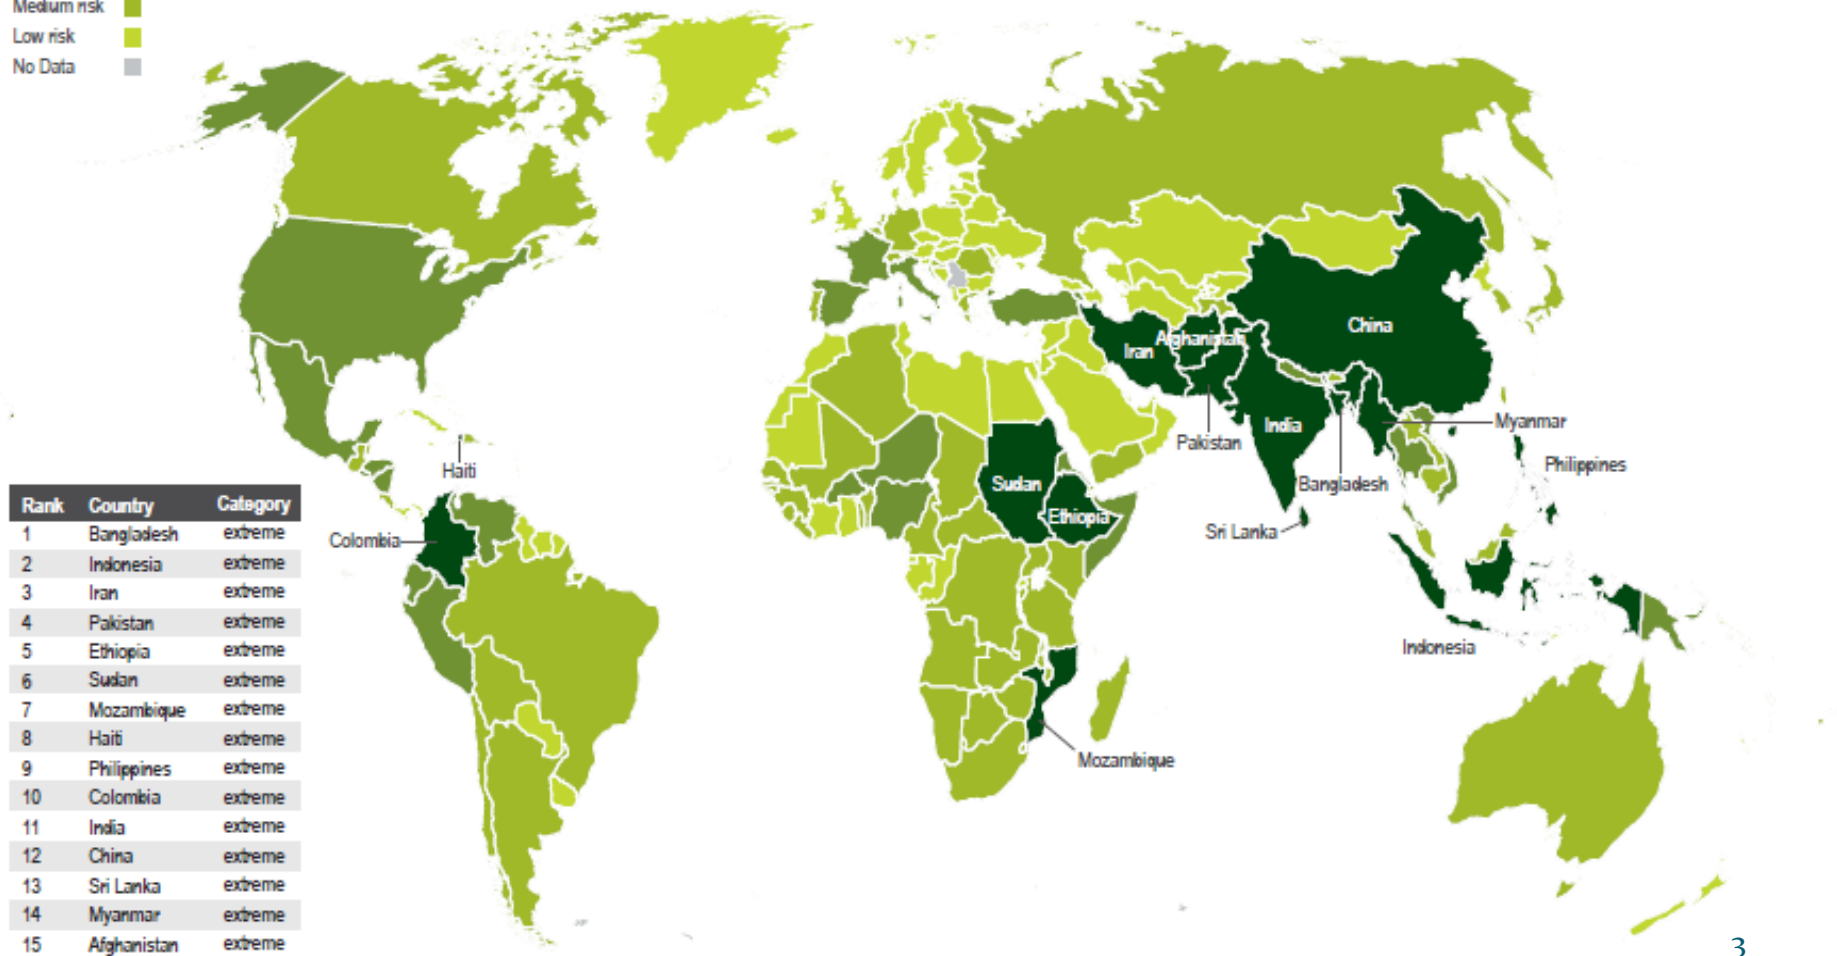 Medium risk
Low risk
No Data
China
Iran
Afghanistan
India
Pakistan
Myanmar
Bangladesh
Philippines
Sri Lanka
Indonesia
Sudan
Ethiopia
Mozambique
Haiti
Colombia
Rank Country Category
1 Bangladesh extreme
2 Indonesia extreme
3 Iran extreme
4 Pakistan extreme
5 Ethiopia extreme
6 Sudan extreme
7 Mozambique extreme
8 Haiti extreme
9 Philippines extreme
10 Colombia extreme
11 India extreme
12 China extreme
13 Sri Lanka extreme
14 Myanmar extreme
15 Afghanistan extreme
3